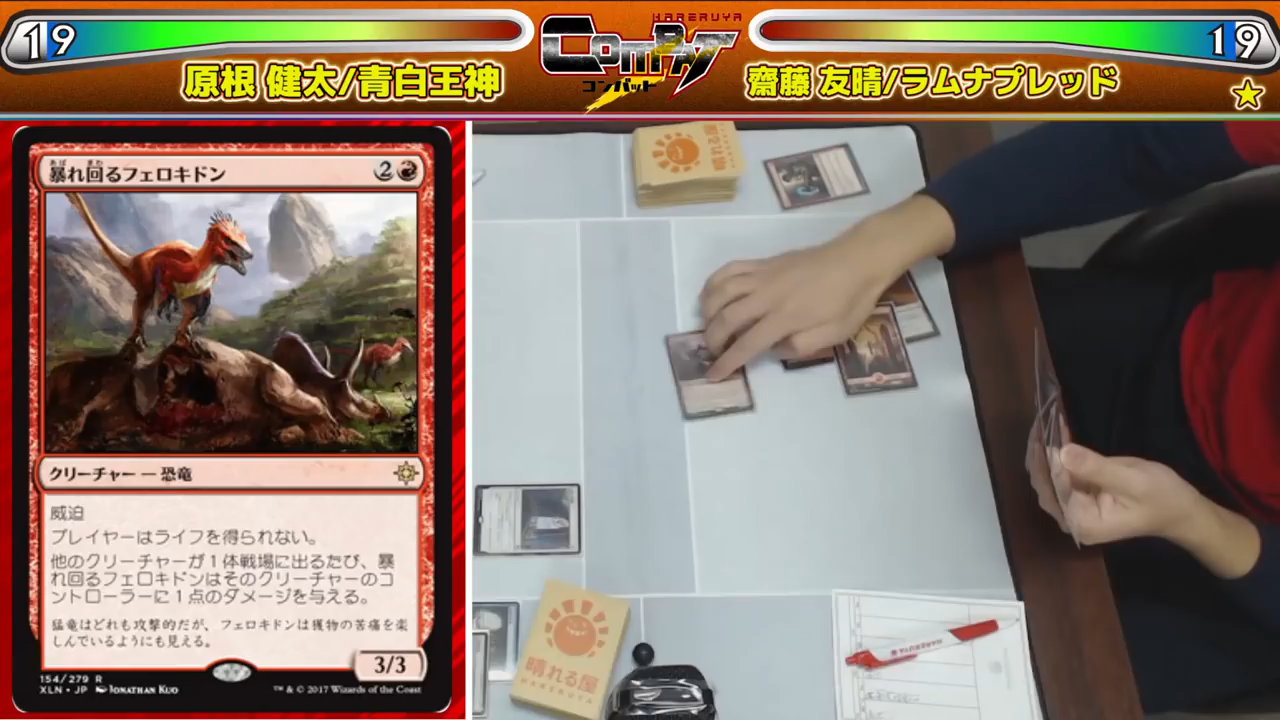 19
HARERUYA
COMBAT
コンバット
19
原根 健太/青白王神
齋藤 友晴/ラムナプレッド
暴れ回るフェロキドン
2
クリーチャー — 恐竜
威迫
プレイヤーはライフを得られない。
他のクリーチャーが1体戦場に出るたび、暴
れ回るフェロキドンはそのクリーチャーのコ
ントローラーに1点のダメージを与える。
猛竜はどれも攻撃的だが、フェロキドンは獲物の苦痛を楽
しんでいるようにも見える。
3/3
154/279 R
XLN • JP Jonathan Kuo
™ & © 2017 Wizards of the Coast
晴れる屋
晴れる屋
HARERUYA
HARERUYA